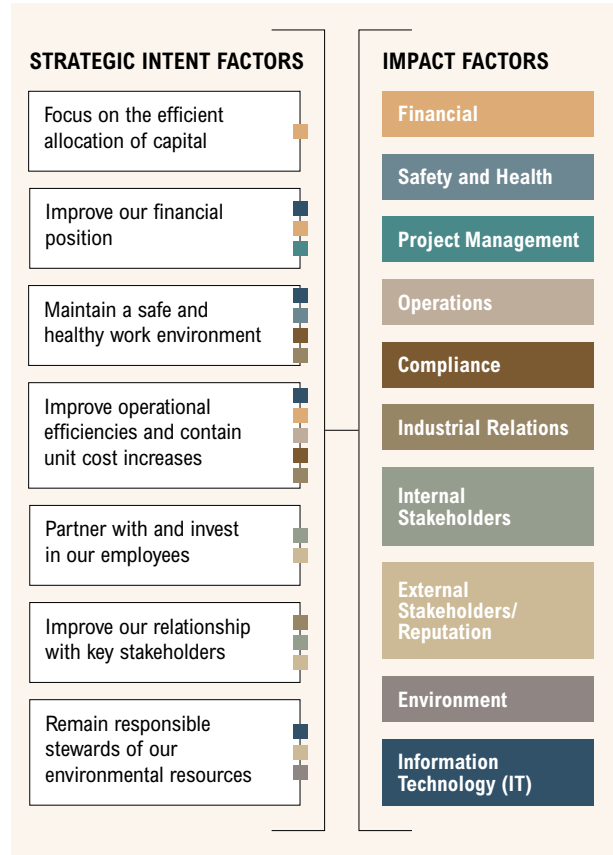 STRATEGIC INTENT FACTORS
Focus on the efficient
allocation of capital
Improve our financial
position
Maintain a safe and
healthy work environment
Improve operational
efficiencies and contain
unit cost increases
Partner with and invest
in our employees
Improve our relationship
with key stakeholders
Remain responsible
stewards of our
environmental resources
IMPACT FACTORS
Financial
Safety and Health
Project Management
Operations
Compliance
Industrial Relations
Internal
Stakeholders
External
Stakeholders/
Reputation
Environment
Information
Technology (IT)